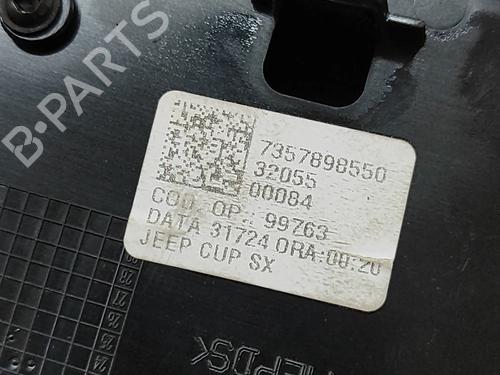 B-PARTS
7357898550
32055
00084
COD OP. 99763
DATA 31724 ORA:00:20
JEEP CUP SX